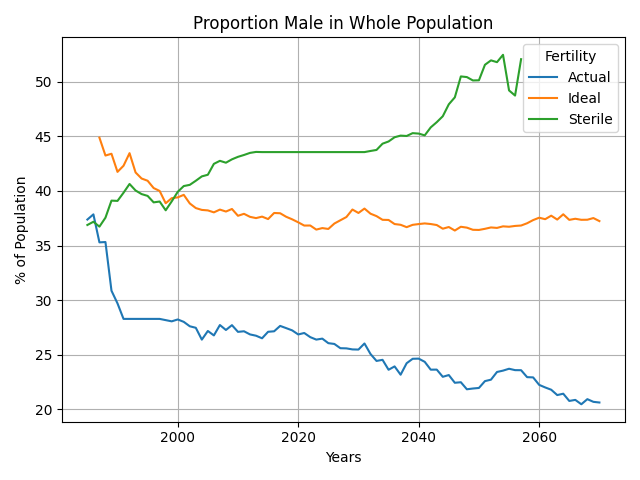 Proportion Male in Whole Population
% of Population
50
45
40
35
30
25
20
Fertility
Actual
Ideal
Sterile
2000 2020 2040 2060
Years